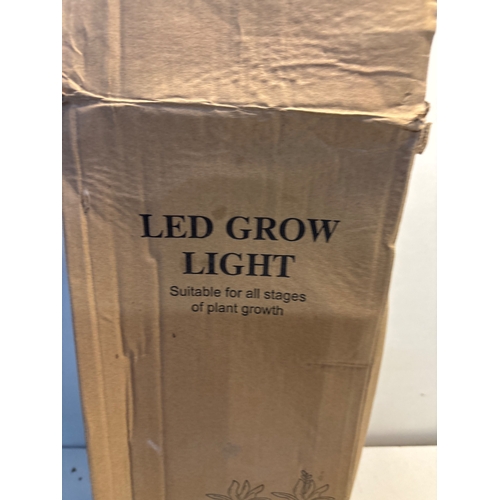 LED GROW
LIGHT
Suitable for all stages
of plant growth